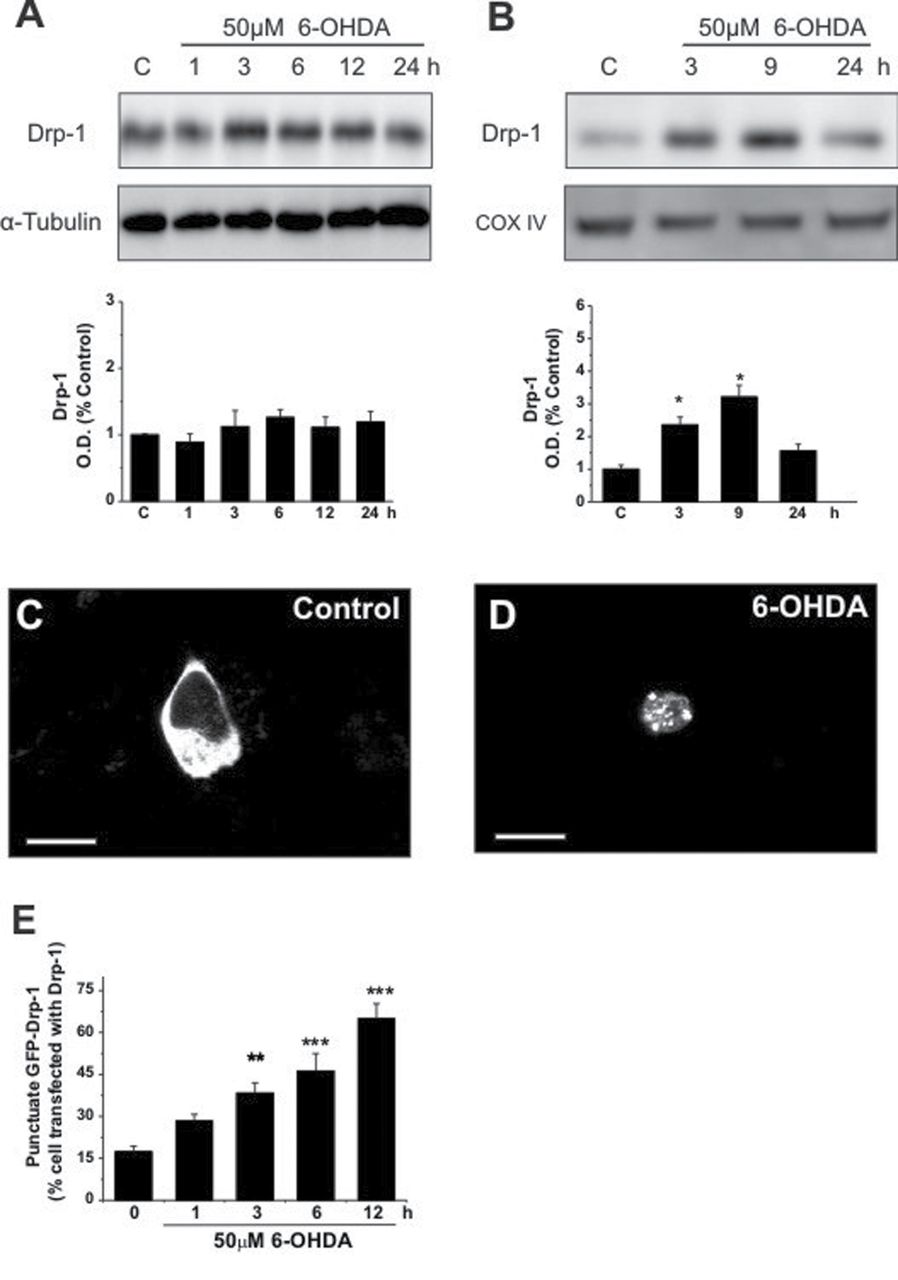 A
50µM 6-OHDA
C 1 3 6 12 24 h
Drp-1
α-Tubulin
3
2
1
0
Drp-1
O.D. (% Control)
C 1 3 6 12 24 h
B
50µM 6-OHDA
C 3 9 24 h
Drp-1
COX IV
6
5
4
3
2
1
0
Drp-1
O.D. (% Control)
* *
C 3 9 24 h
C Control
D 6-OHDA
E
Punctuate GFP-Drp-1
(% cell transfected with Drp-1)
75
60
45
30
15
0
** *** ***
0 1 3 6 12 h
50µM 6-OHDA